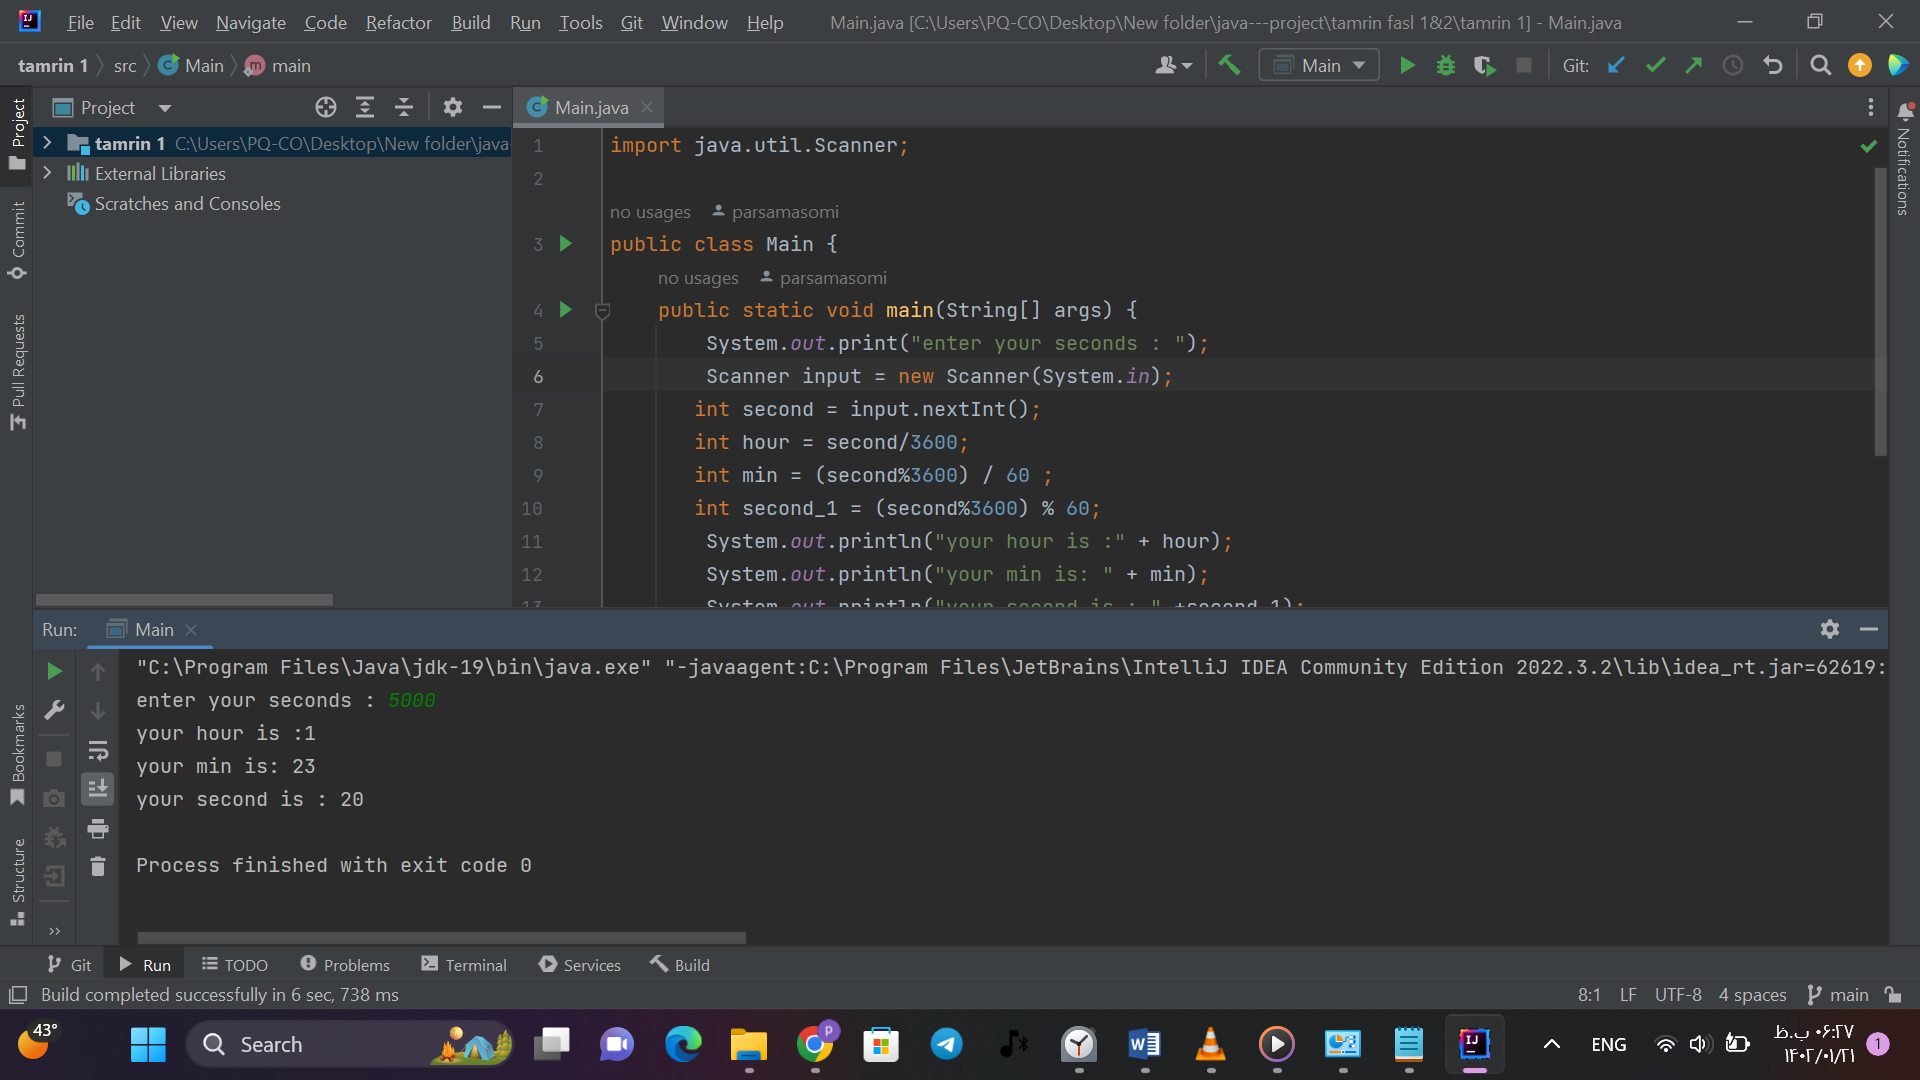 File Edit View Navigate Code Refactor Build Run Tools Git Window Help Main.java [C:\Users\PQ-CO\Desktop\New folder\java---project\tamrin fasl 1&2\tamrin 1] - Main.java
tamrin 1 src Main main
Main Git:
Project
Main.java
tamrin 1 C:\Users\PQ-CO\Desktop\New folder\java-
External Libraries
Scratches and Consoles
Project
Commit
Pull Requests
Bookmarks
Structure
Notifications
1 import java.util.Scanner;
2
no usages parsamasomi
3 public class Main {
no usages parsamasomi
4 public static void main(String[] args) {
5 System.out.print("enter your seconds : ");
6 Scanner input = new Scanner(System.in);
7 int second = input.nextInt();
8 int hour = second/3600;
9 int min = (second%3600) / 60 ;
10 int second_1 = (second%3600) % 60;
11 System.out.println("your hour is :" + hour);
12 System.out.println("your min is: " + min);
13 System.out.println("your second is : " +second_1);
Run: Main
"C:\Program Files\Java\jdk-19\bin\java.exe" "-javaagent:C:\Program Files\JetBrains\IntelliJ IDEA Community Edition 2022.3.2\lib\idea_rt.jar=62619:
enter your seconds : 5000
your hour is :1
your min is: 23
your second is : 20
Process finished with exit code 0
Git Run TODO Problems Terminal Services Build
Build completed successfully in 6 sec, 738 ms
8:1 LF UTF-8 4 spaces main
43°
Search
ENG
۰۶:۲۷ ب.ظ
۱۴۰۲/۰۱/۲۱
1